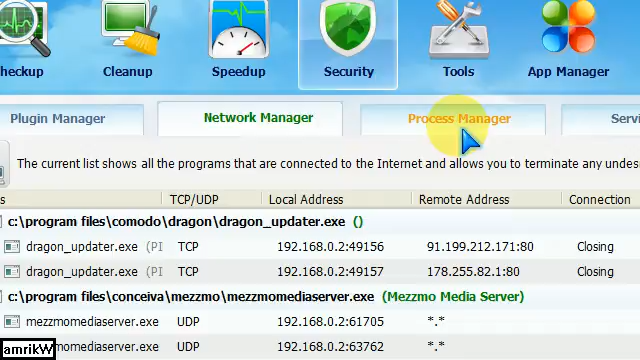 heckup Cleanup Speedup Security Tools App Manager
Plugin Manager Network Manager Process Manager Servi
The current list shows all the programs that are connected to the Internet and allows you to terminate any undes
s TCP/UDP Local Address Remote Address Connection
c:\program files\comodo\dragon\dragon_updater.exe ()
dragon_updater.exe (PI TCP 192.168.0.2:49156 91.199.212.171:80 Closing
dragon_updater.exe (PI TCP 192.168.0.2:49157 178.255.82.1:80 Closing
c:\program files\conceiva\mezzmo\mezzmomediaserver.exe (Mezzmo Media Server)
mezzmomediaserver.exe UDP 192.168.0.2:61705 *.*
mezzmomediaserver.exe UDP 192.168.0.2:63762 *.*
amrikW